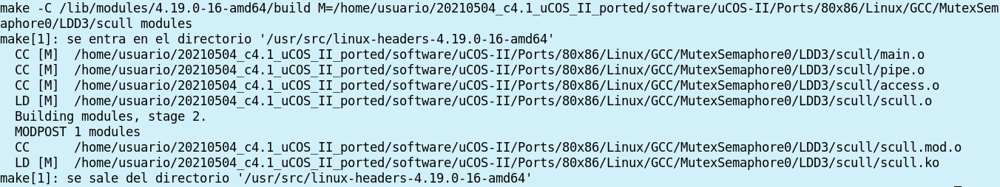 make -C /lib/modules/4.19.0-16-amd64/build M=/home/usuario/20210504_c4.1_uCOS_II_ported/software/uCOS-II/Ports/80x86/Linux/GCC/MutexSem
aphore0/LDD3/scull modules
make[1]: se entra en el directorio '/usr/src/linux-headers-4.19.0-16-amd64'
  CC [M]  /home/usuario/20210504_c4.1_uCOS_II_ported/software/uCOS-II/Ports/80x86/Linux/GCC/MutexSemaphore0/LDD3/scull/main.o
  CC [M]  /home/usuario/20210504_c4.1_uCOS_II_ported/software/uCOS-II/Ports/80x86/Linux/GCC/MutexSemaphore0/LDD3/scull/pipe.o
  CC [M]  /home/usuario/20210504_c4.1_uCOS_II_ported/software/uCOS-II/Ports/80x86/Linux/GCC/MutexSemaphore0/LDD3/scull/access.o
  LD [M]  /home/usuario/20210504_c4.1_uCOS_II_ported/software/uCOS-II/Ports/80x86/Linux/GCC/MutexSemaphore0/LDD3/scull/scull.o
  Building modules, stage 2.
  MODPOST 1 modules
  CC      /home/usuario/20210504_c4.1_uCOS_II_ported/software/uCOS-II/Ports/80x86/Linux/GCC/MutexSemaphore0/LDD3/scull/scull.mod.o
  LD [M]  /home/usuario/20210504_c4.1_uCOS_II_ported/software/uCOS-II/Ports/80x86/Linux/GCC/MutexSemaphore0/LDD3/scull/scull.ko
make[1]: se sale del directorio '/usr/src/linux-headers-4.19.0-16-amd64'